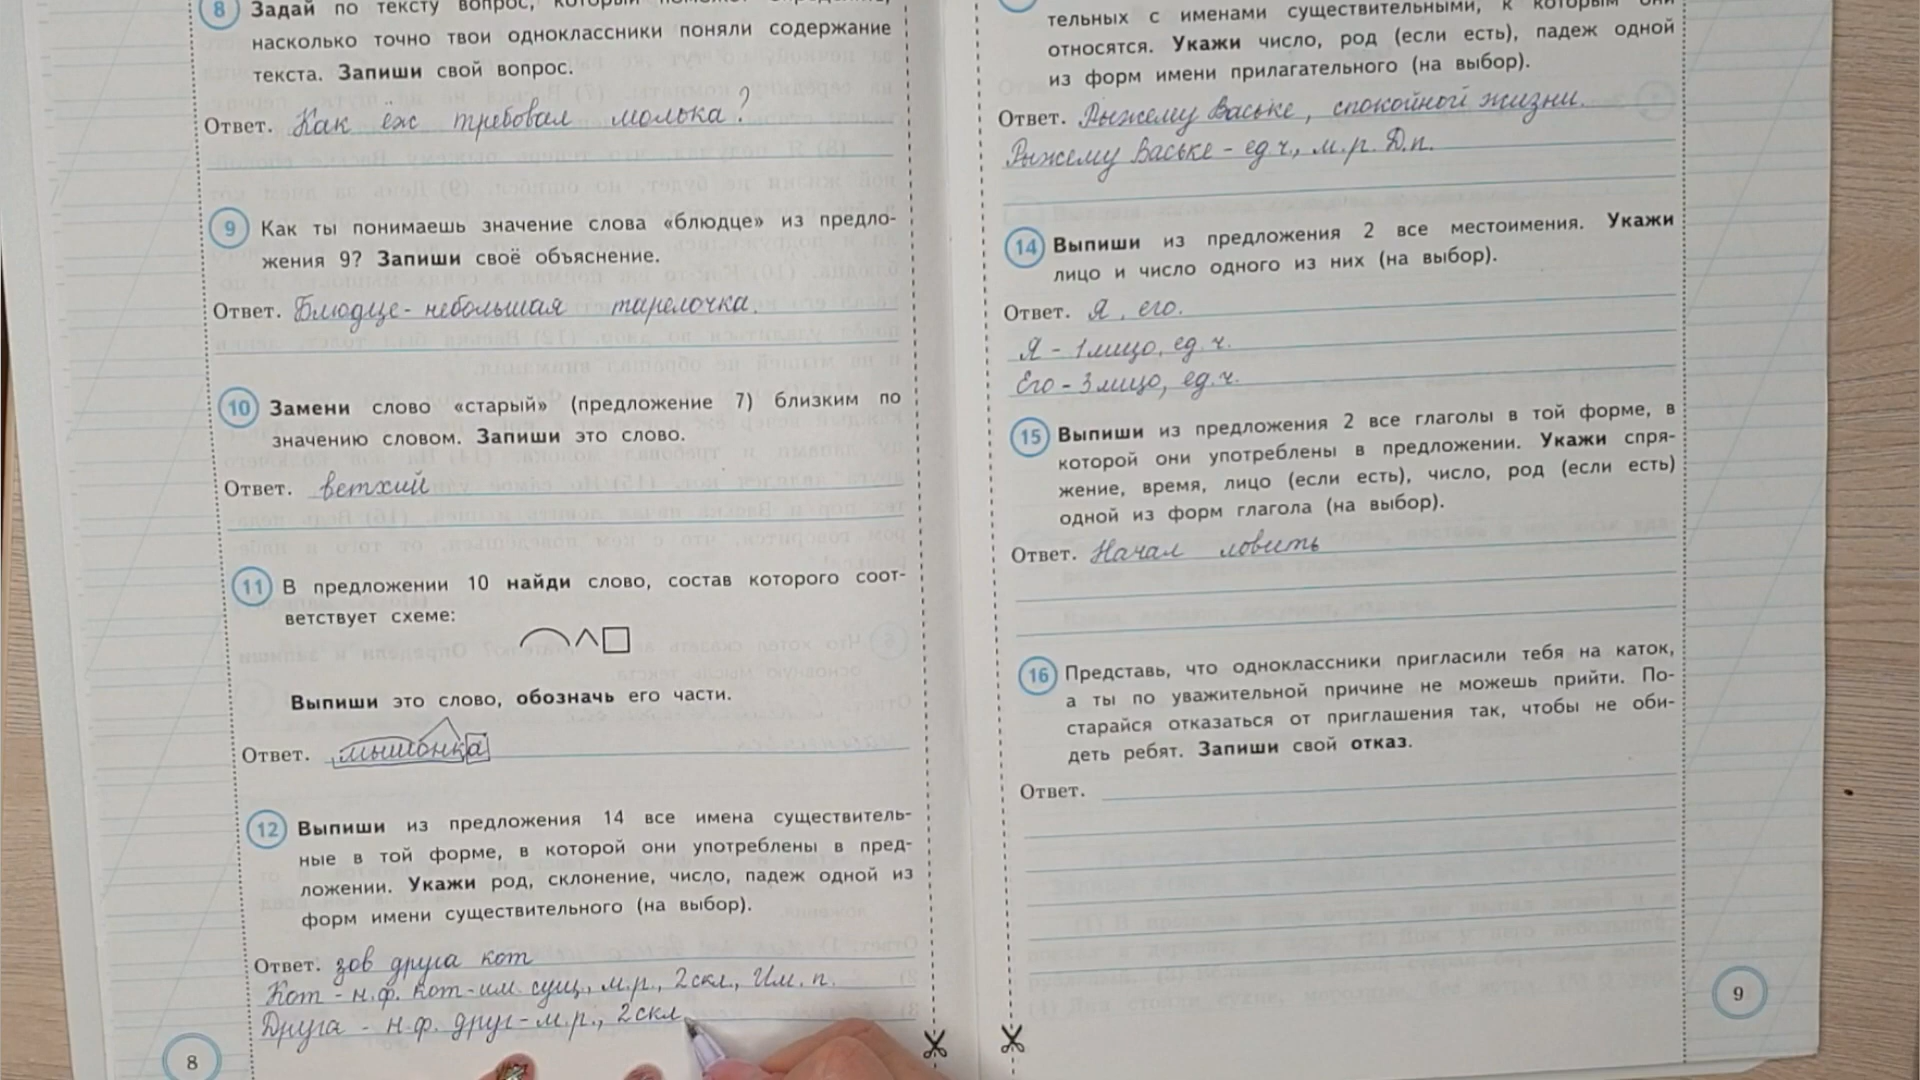 8 Задай по тексту вопрос,
насколько точно твои одноклассники поняли содержание
текста. Запиши свой вопрос.
Ответ. Как ёж требовал молока?
9 Как ты понимаешь значение слова «блюдце» из предло-
жения 9? Запиши своё объяснение.
Ответ. Блюдце - небольшая тарелочка.
10 Замени слово «старый» (предложение 7) близким по
значению словом. Запиши это слово.
Ответ. ветхий
11 В предложении 10 найди слово, состав которого соот-
ветствует схеме:
Выпиши это слово, обозначь его части.
Ответ. мышонка
12 Выпиши из предложения 14 все имена существитель-
ные в той форме, в которой они употреблены в пред-
ложении. Укажи род, склонение, число, падеж одной из
форм имени существительного (на выбор).
Ответ. зов друга кот
Кот - н.ф. кот - им. сущ., м.р., 2 скл., Им. п.
Друга - н.ф. друг - м.р., 2 скл
8
тельных с именами существительными, к которым они
относятся. Укажи число, род (если есть), падеж одной
из форм имени прилагательного (на выбор).
Ответ. Рыжему Ваське, спокойной жизни.
Рыжему Ваське - ед ч., м.р. Д.п.
14 Выпиши из предложения 2 все местоимения. Укажи
лицо и число одного из них (на выбор).
Ответ. Я, его.
Я - 1 лицо, ед. ч.
Его - 3 лицо, ед. ч.
15 Выпиши из предложения 2 все глаголы в той форме, в
которой они употреблены в предложении. Укажи спря-
жение, время, лицо (если есть), число, род (если есть)
одной из форм глагола (на выбор).
Ответ. Начал ловить
16 Представь, что одноклассники пригласили тебя на каток,
а ты по уважительной причине не можешь прийти. По-
старайся отказаться от приглашения так, чтобы не оби-
деть ребят. Запиши свой отказ.
Ответ.
9